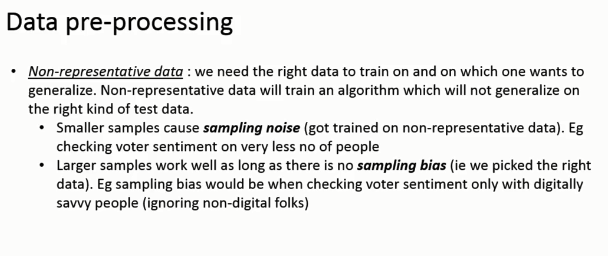 Data pre-processing
• Non-representative data : we need the right data to train on and on which one wants to
generalize. Non-representative data will train an algorithm which will not generalize on
the right kind of test data.
• Smaller samples cause sampling noise (got trained on non-representative data). Eg
checking voter sentiment on very less no of people
• Larger samples work well as long as there is no sampling bias (ie we picked the right
data). Eg sampling bias would be when checking voter sentiment only with digitally
savvy people (ignoring non-digital folks)